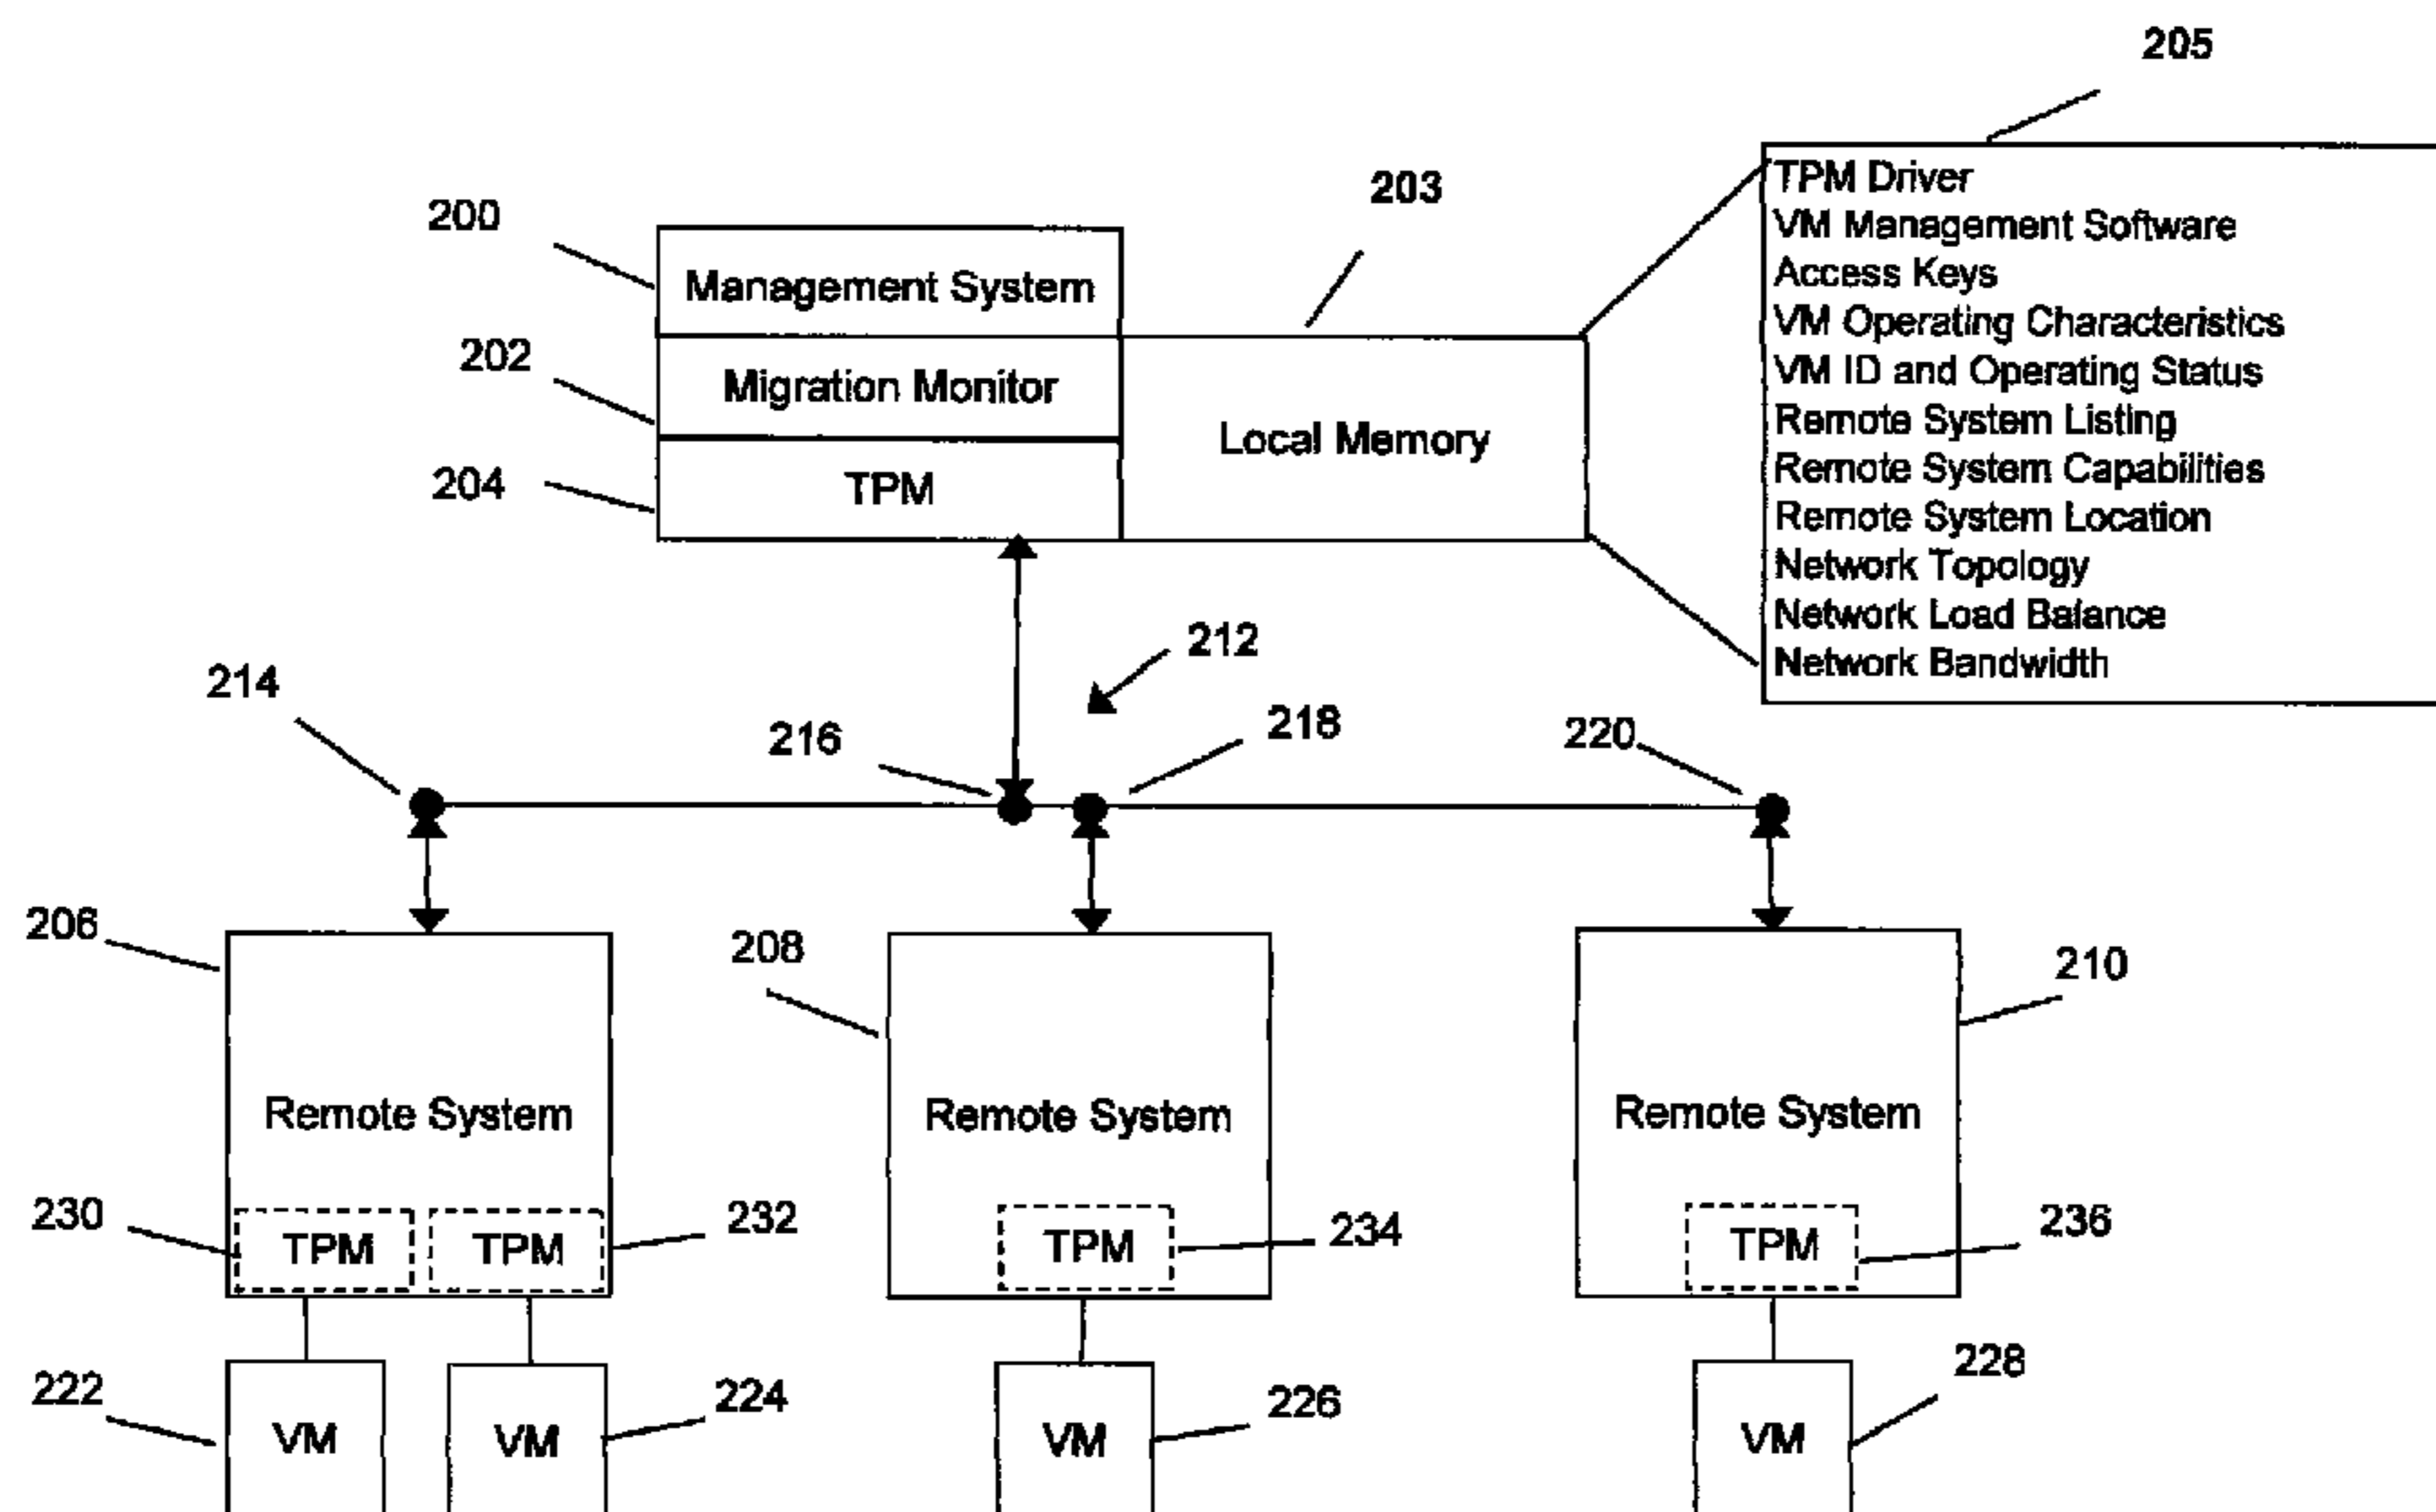 205
203
200
Management System
202
Migration Monitor
204
TPM
Local Memory
TPM Driver
VM Management Software
Access Keys
VM Operating Characteristics
VM ID and Operating Status
Remote System Listing
Remote System Capabilities
Remote System Location
Network Topology
Network Load Balance
Network Bandwidth
212
214
216
218
220
206
208
210
Remote System
Remote System
Remote System
230
TPM
TPM
232
TPM
234
TPM
236
222
VM
VM
224
VM
226
VM
228